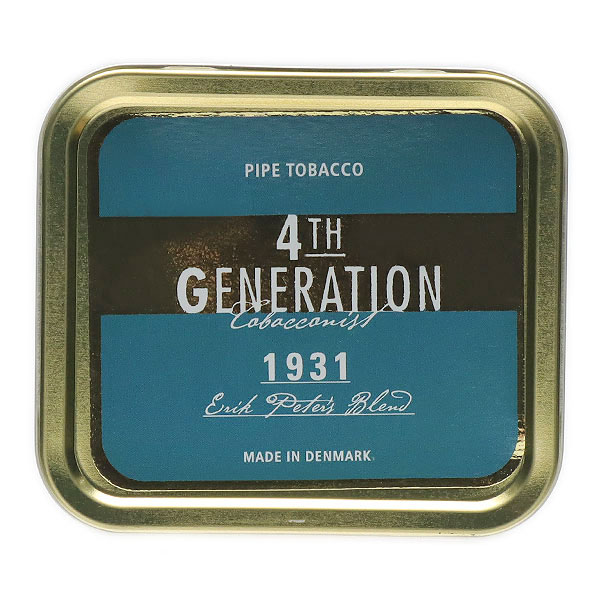 PIPE TOBACCO
4TH
GENERATION
Tobacconist
1931
Erik Peter's Blend
MADE IN DENMARK